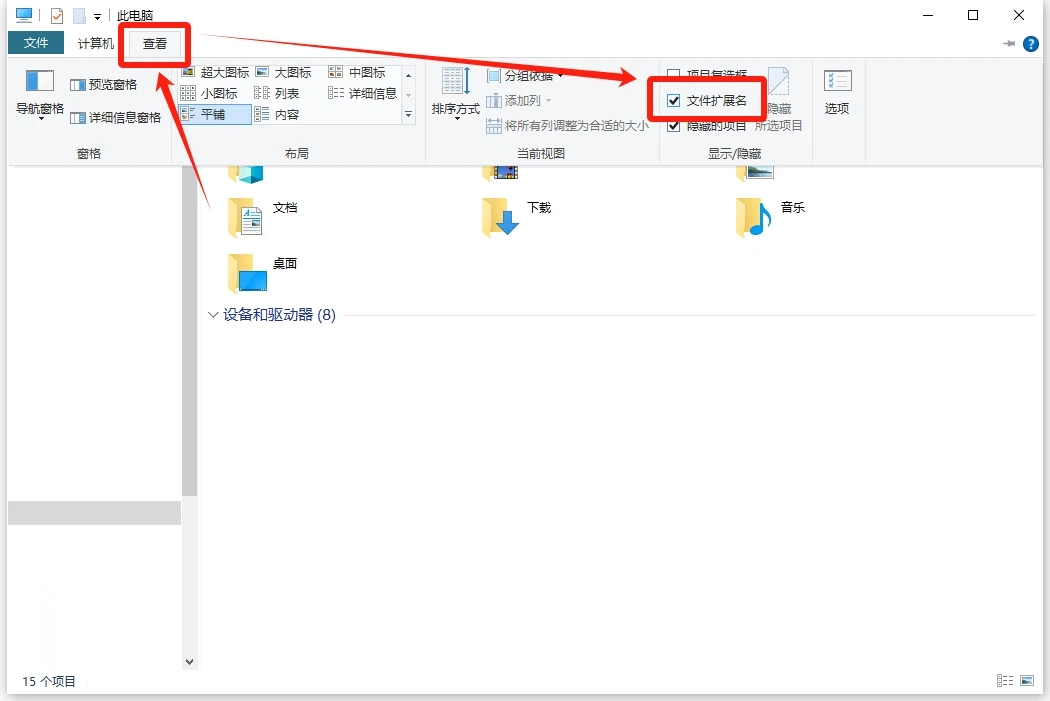 此电脑
文件 计算机 查看
导航窗格 预览窗格 详细信息窗格
窗格
超大图标 大图标 中图标
小图标 列表 详细信息
平铺 内容
布局
排序方式 分组依据
添加列
将所有列调整为合适的大小
当前视图
项目复选框
文件扩展名
隐藏的项目
隐藏
所选项目
显示/隐藏
选项
文档 下载 音乐
桌面
设备和驱动器 (8)
15 个项目